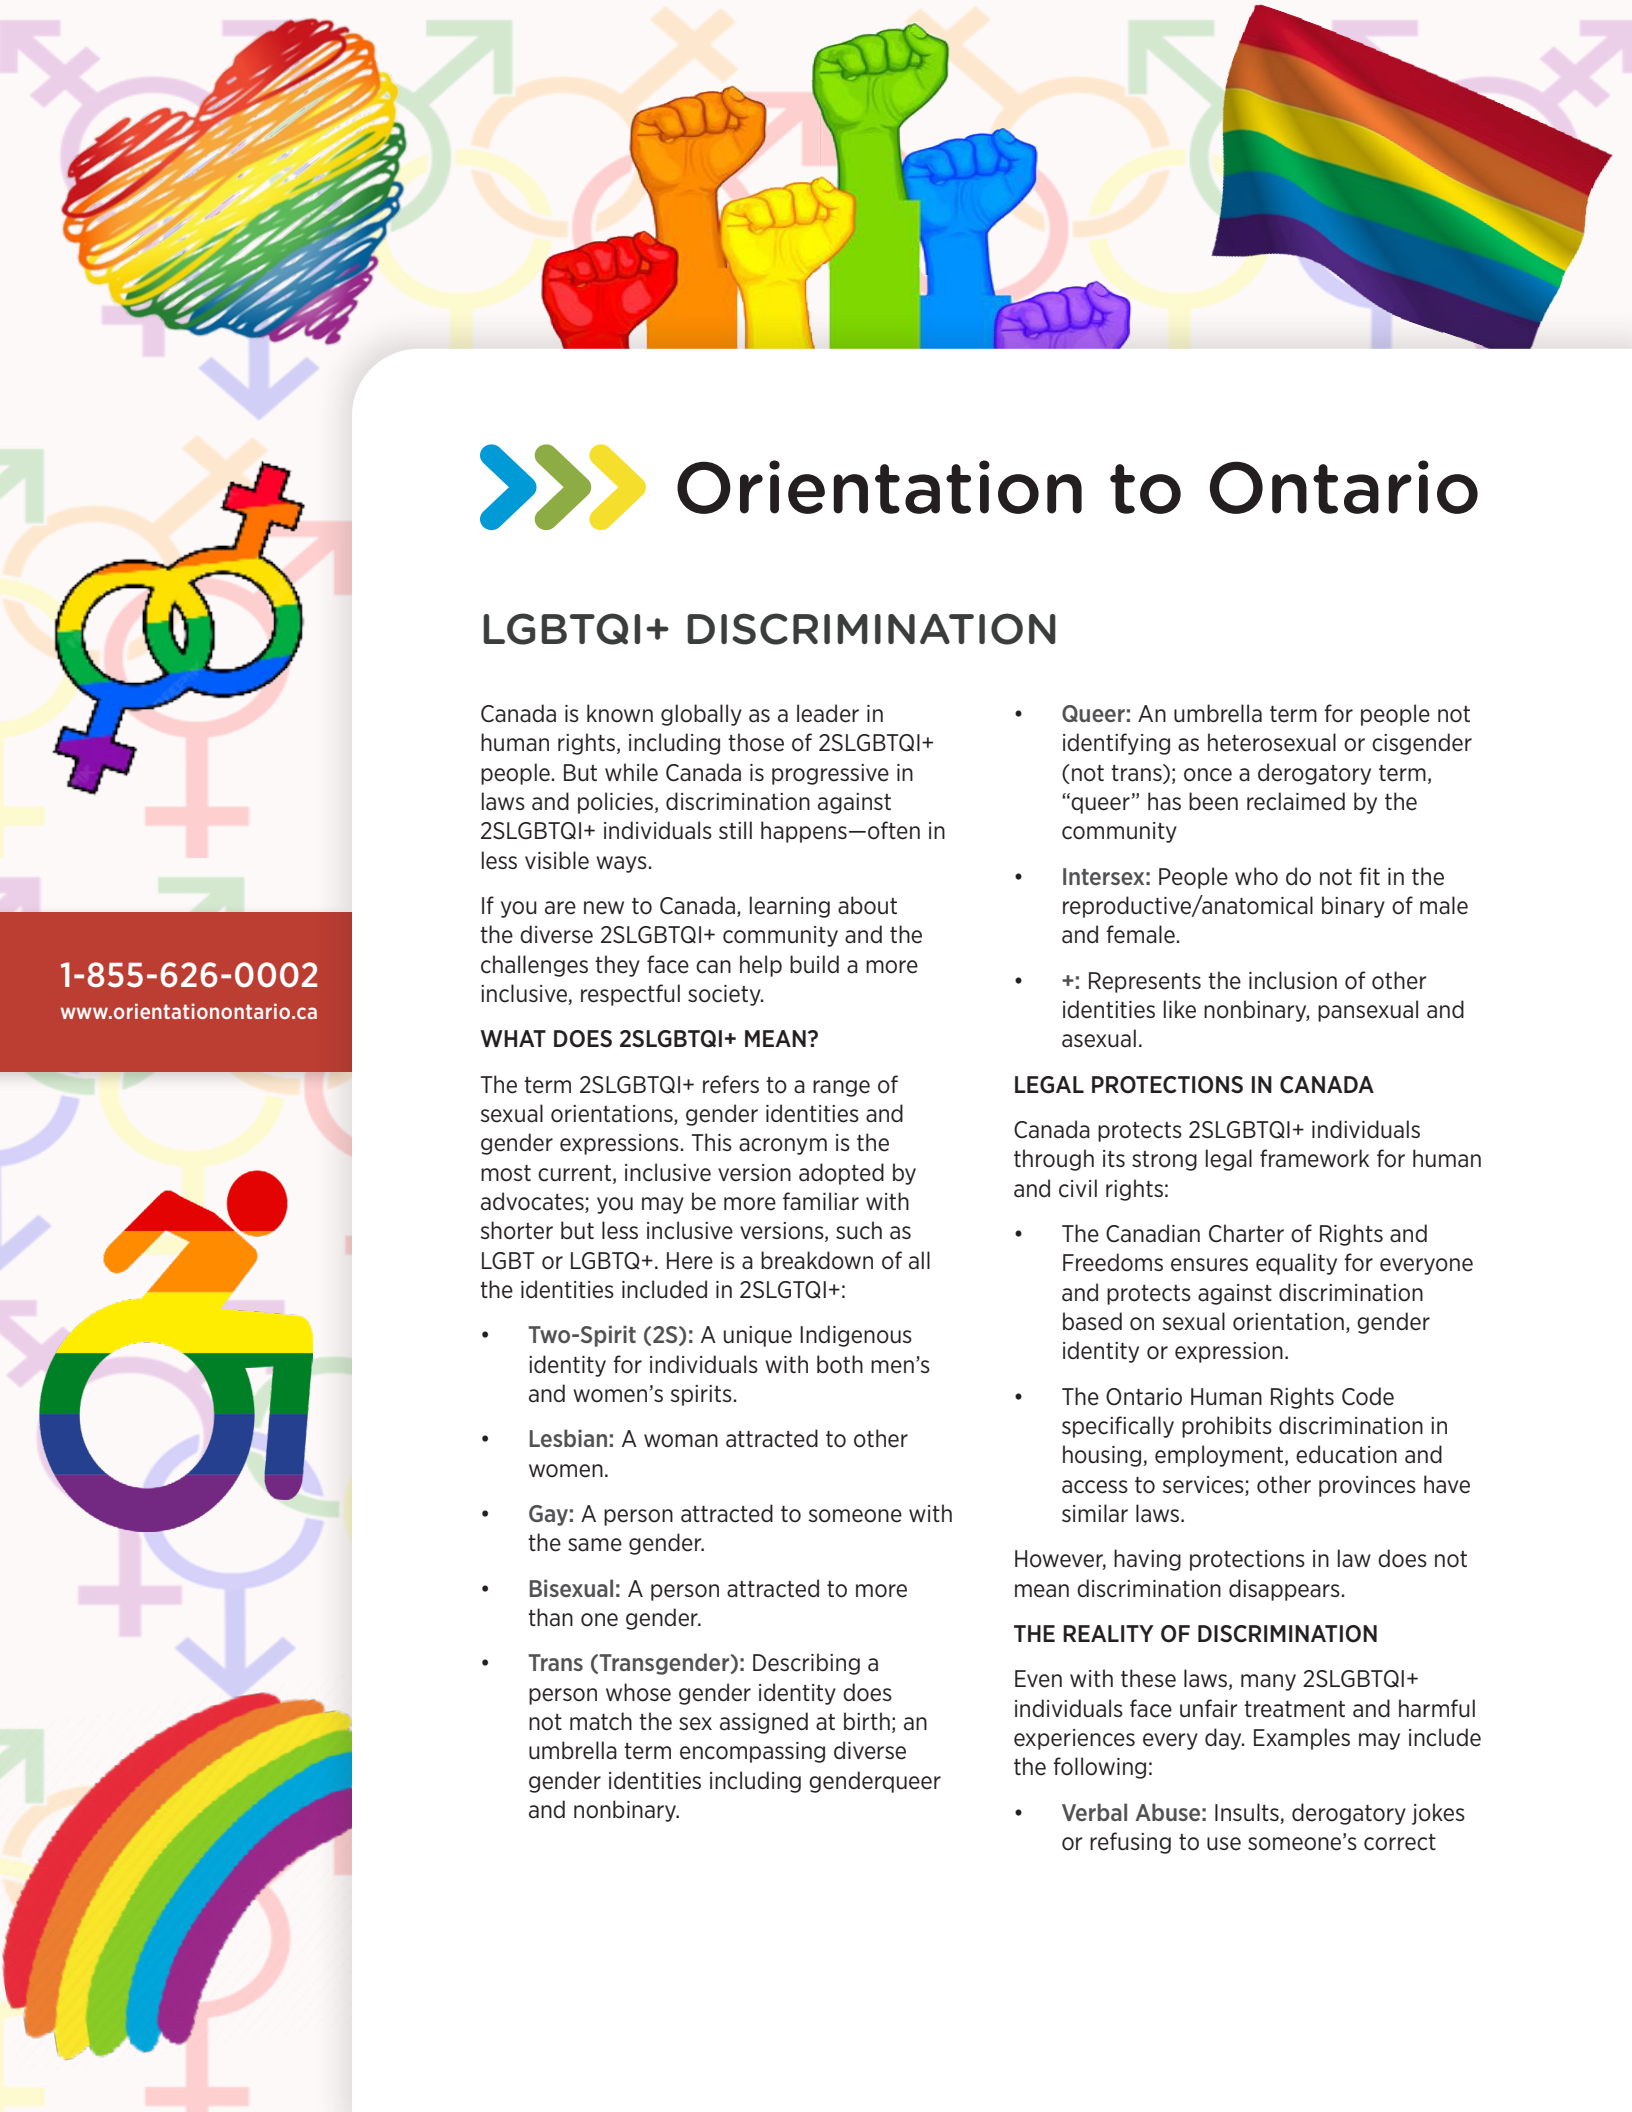 Orientation to Ontario
LGBTQI+ DISCRIMINATION
1-855-626-0002
www.orientationontario.ca
Canada is known globally as a leader in
human rights, including those of 2SLGBTQI+
people. But while Canada is progressive in
laws and policies, discrimination against
2SLGBTQI+ individuals still happens—often in
less visible ways.
If you are new to Canada, learning about
the diverse 2SLGBTQI+ community and the
challenges they face can help build a more
inclusive, respectful society.
WHAT DOES 2SLGBTQI+ MEAN?
The term 2SLGBTQI+ refers to a range of
sexual orientations, gender identities and
gender expressions. This acronym is the
most current, inclusive version adopted by
advocates; you may be more familiar with
shorter but less inclusive versions, such as
LGBT or LGBTQ+. Here is a breakdown of all
the identities included in 2SLGTQI+:
• Two-Spirit (2S): A unique Indigenous
identity for individuals with both men’s
and women’s spirits.
• Lesbian: A woman attracted to other
women.
• Gay: A person attracted to someone with
the same gender.
• Bisexual: A person attracted to more
than one gender.
• Trans (Transgender): Describing a
person whose gender identity does
not match the sex assigned at birth; an
umbrella term encompassing diverse
gender identities including genderqueer
and nonbinary.
• Queer: An umbrella term for people not
identifying as heterosexual or cisgender
(not trans); once a derogatory term,
“queer” has been reclaimed by the
community
• Intersex: People who do not fit in the
reproductive/anatomical binary of male
and female.
• +: Represents the inclusion of other
identities like nonbinary, pansexual and
asexual.
LEGAL PROTECTIONS IN CANADA
Canada protects 2SLGBTQI+ individuals
through its strong legal framework for human
and civil rights:
• The Canadian Charter of Rights and
Freedoms ensures equality for everyone
and protects against discrimination
based on sexual orientation, gender
identity or expression.
• The Ontario Human Rights Code
specifically prohibits discrimination in
housing, employment, education and
access to services; other provinces have
similar laws.
However, having protections in law does not
mean discrimination disappears.
THE REALITY OF DISCRIMINATION
Even with these laws, many 2SLGBTQI+
individuals face unfair treatment and harmful
experiences every day. Examples may include
the following:
• Verbal Abuse: Insults, derogatory jokes
or refusing to use someone’s correct